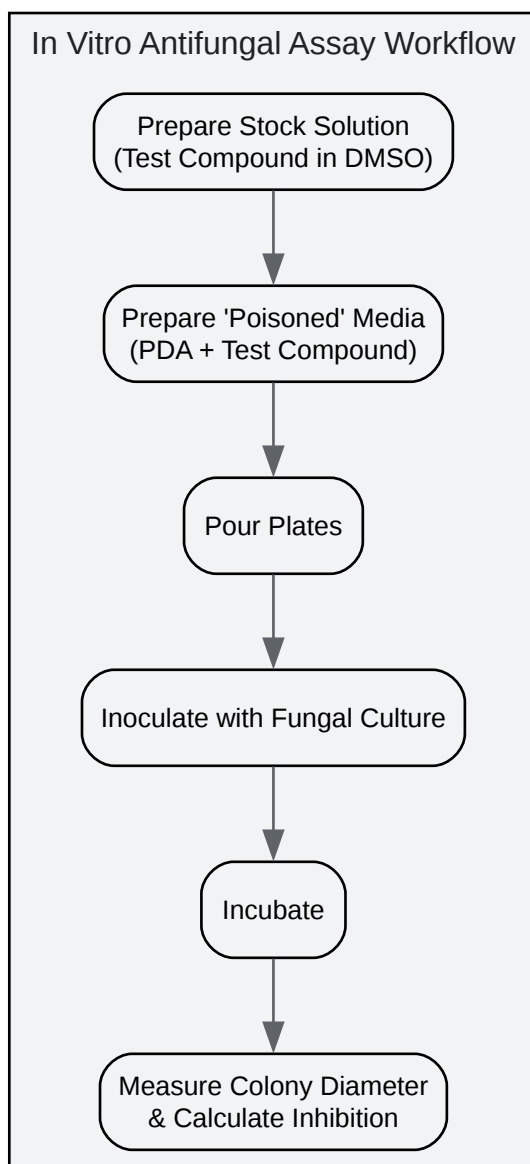 In Vitro Antifungal Assay Workflow
Prepare Stock Solution
(Test Compound in DMSO)
Prepare 'Poisoned' Media
(PDA + Test Compound)
Pour Plates
Inoculate with Fungal Culture
Incubate
Measure Colony Diameter
& Calculate Inhibition